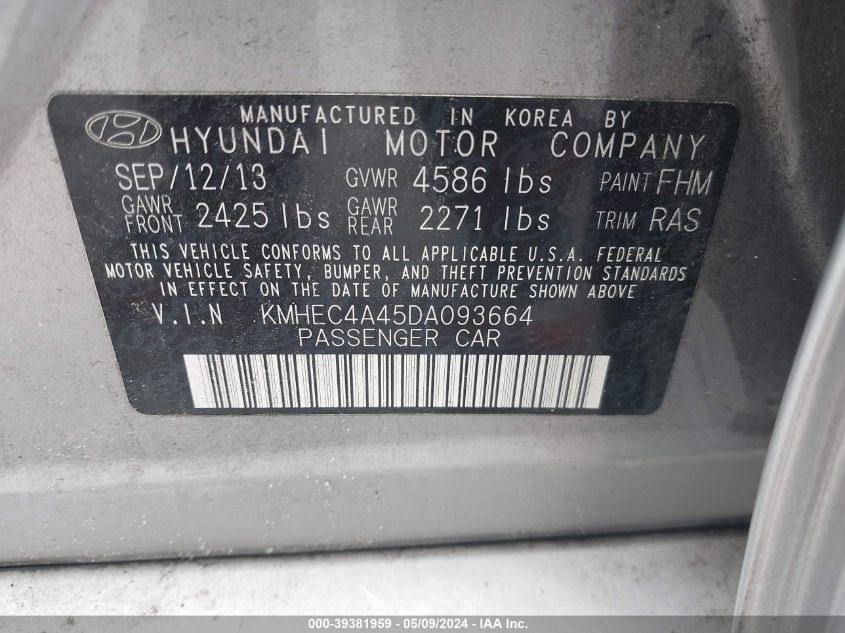 MANUFACTURED IN KOREA BY
HYUNDAI MOTOR COMPANY
SEP/12/13 GVWR 4586 lbs PAINT FHM
GAWR FRONT 2425 lbs GAWR REAR 2271 lbs TRIM RAS
THIS VEHICLE CONFORMS TO ALL APPLICABLE U.S.A. FEDERAL
MOTOR VEHICLE SAFETY, BUMPER, AND THEFT PREVENTION STANDARDS
IN EFFECT ON THE DATE OF MANUFACTURE SHOWN ABOVE
V.I.N KMHEC4A45DA093664
PASSENGER CAR
000-39381959 - 05/09/2024 - IAA Inc.